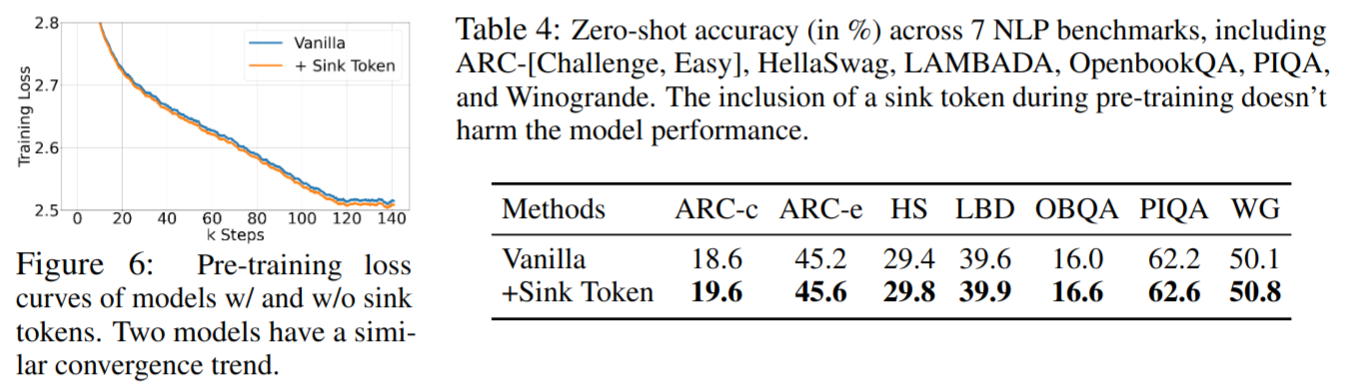 2.8
2.7
2.6
2.5
Training Loss
Vanilla
+ Sink Token
0 20 40 60 80 100 120 140
k Steps
Figure 6: Pre-training loss
curves of models w/ and w/o sink
tokens. Two models have a simi-
lar convergence trend.
Table 4: Zero-shot accuracy (in %) across 7 NLP benchmarks, including
ARC-[Challenge, Easy], HellaSwag, LAMBADA, OpenbookQA, PIQA,
and Winogrande. The inclusion of a sink token during pre-training doesn’t
harm the model performance.
Methods ARC-c ARC-e HS LBD OBQA PIQA WG
Vanilla 18.6 45.2 29.4 39.6 16.0 62.2 50.1
+Sink Token 19.6 45.6 29.8 39.9 16.6 62.6 50.8